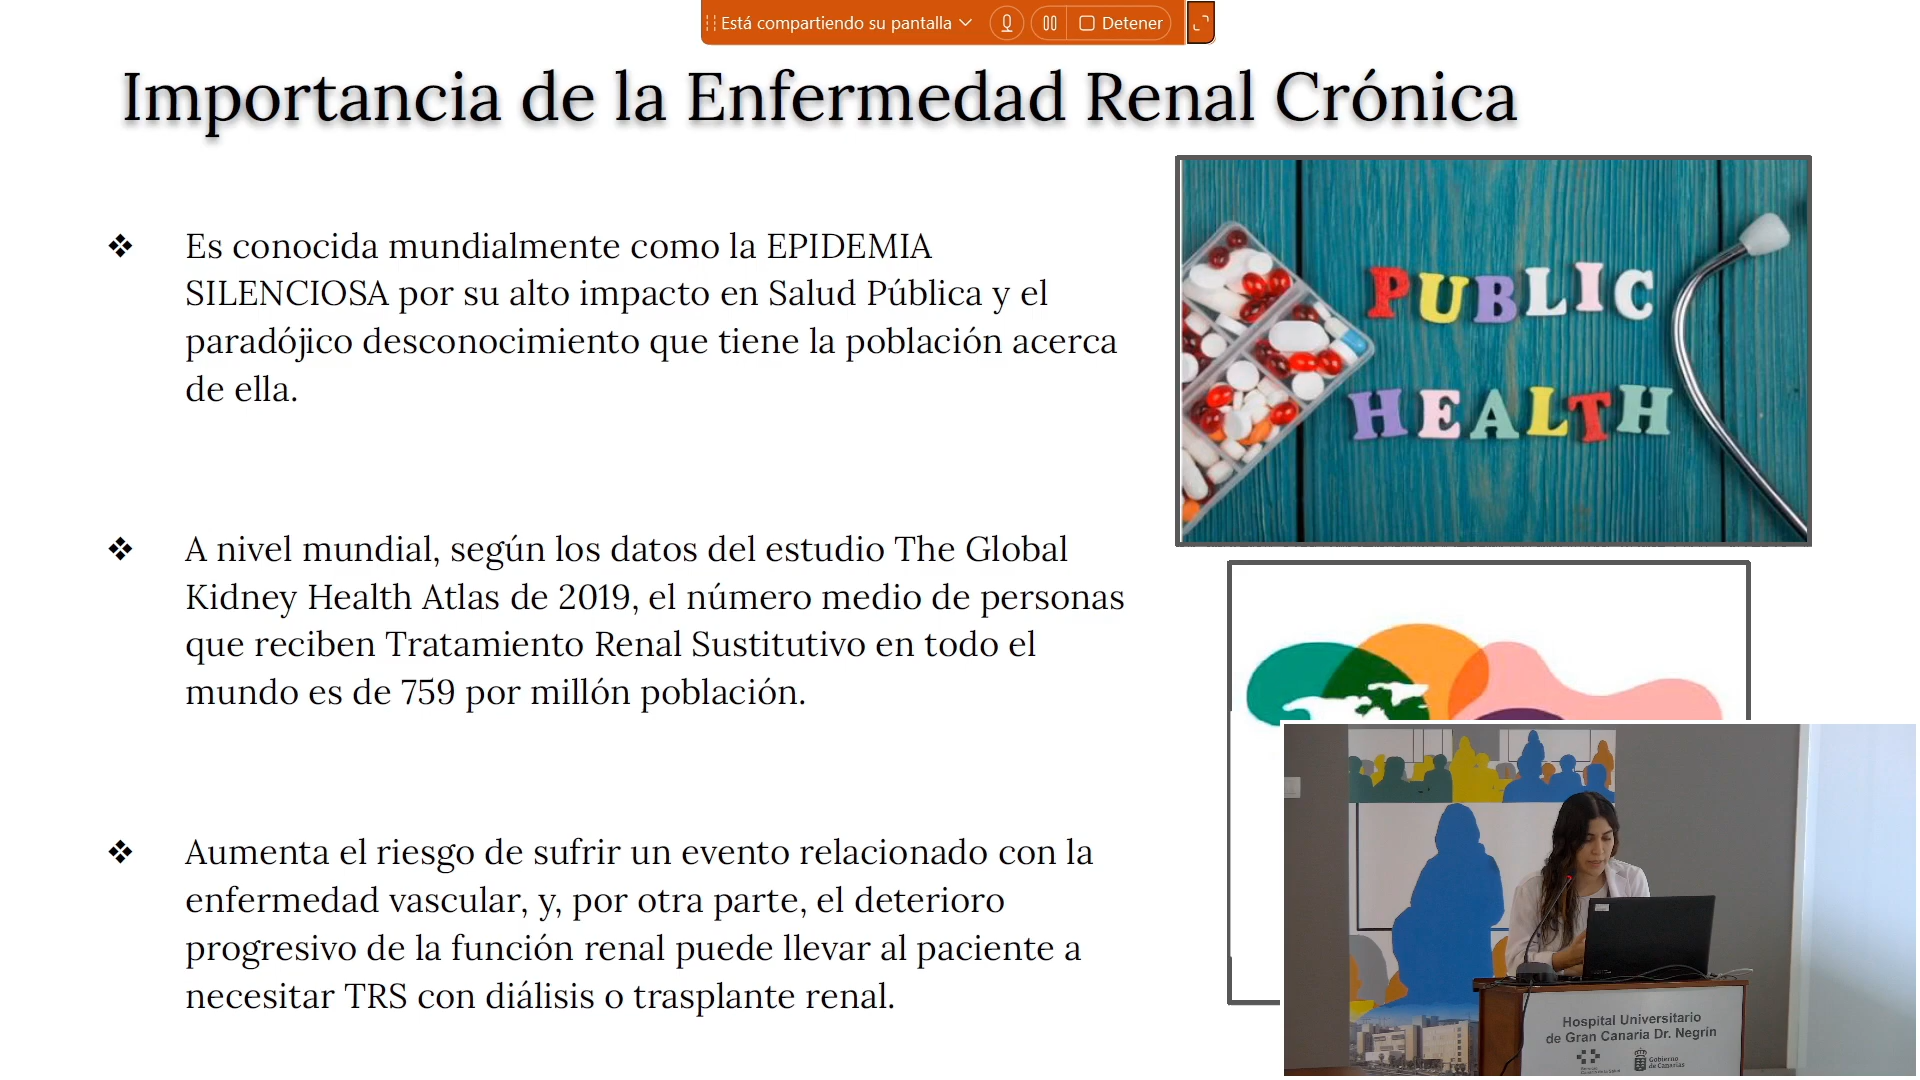 Está compartiendo su pantalla
Detener
Importancia de la Enfermedad Renal Crónica
Es conocida mundialmente como la EPIDEMIA
SILENCIOSA por su alto impacto en Salud Pública y el
paradójico desconocimiento que tiene la población acerca
de ella.
A nivel mundial, según los datos del estudio The Global
Kidney Health Atlas de 2019, el número medio de personas
que reciben Tratamiento Renal Sustitutivo en todo el
mundo es de 759 por millón población.
Aumenta el riesgo de sufrir un evento relacionado con la
enfermedad vascular, y, por otra parte, el deterioro
progresivo de la función renal puede llevar al paciente a
necesitar TRS con diálisis o trasplante renal.
PUBLIC
HEALTH
Hospital Universitario
de Gran Canaria Dr. Negrín
Gobierno
de Canarias